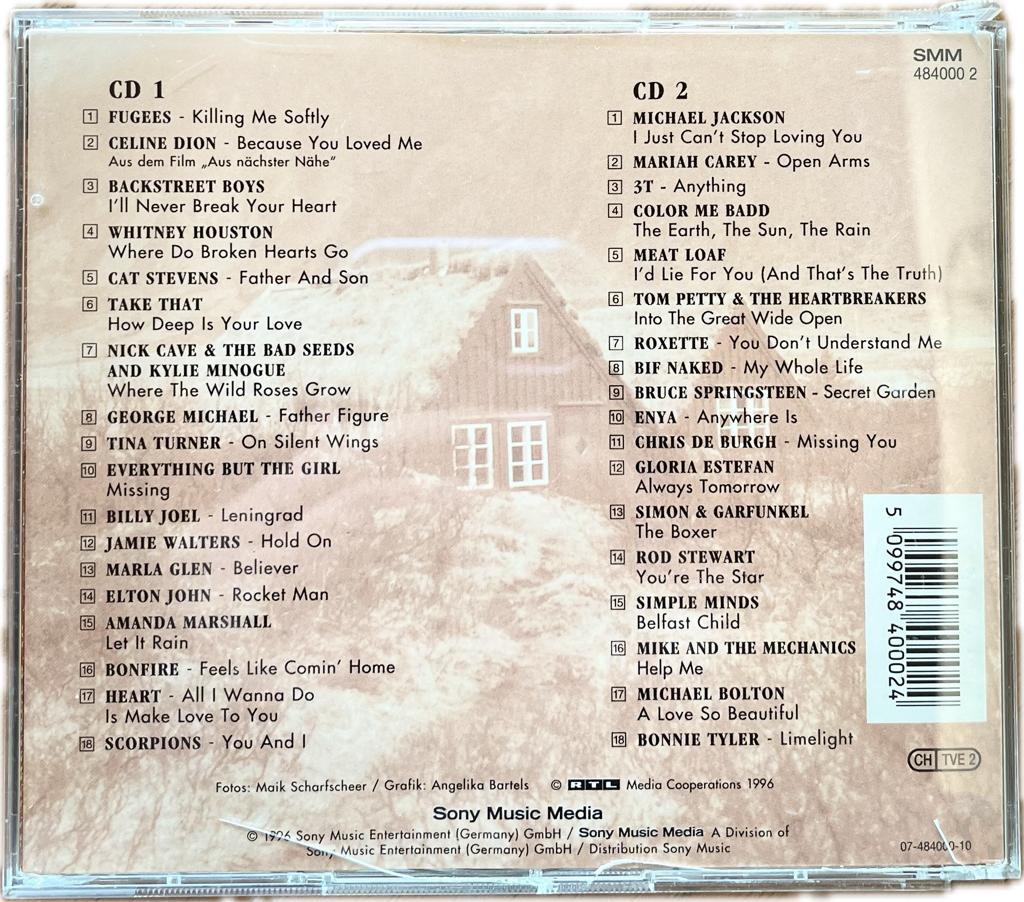 SMM
484000 2
CD 1
1 FUGEES - Killing Me Softly
2 CELINE DION - Because You Loved Me
Aus dem Film „Aus nächster Nähe“
3 BACKSTREET BOYS
I'll Never Break Your Heart
4 WHITNEY HOUSTON
Where Do Broken Hearts Go
5 CAT STEVENS - Father And Son
6 TAKE THAT
How Deep Is Your Love
7 NICK CAVE & THE BAD SEEDS
AND KYLIE MINOGUE
Where The Wild Roses Grow
8 GEORGE MICHAEL - Father Figure
9 TINA TURNER - On Silent Wings
10 EVERYTHING BUT THE GIRL
Missing
11 BILLY JOEL - Leningrad
12 JAMIE WALTERS - Hold On
13 MARLA GLEN - Believer
14 ELTON JOHN - Rocket Man
15 AMANDA MARSHALL
Let It Rain
16 BONFIRE - Feels Like Comin' Home
17 HEART - All I Wanna Do
Is Make Love To You
18 SCORPIONS - You And I
CD 2
1 MICHAEL JACKSON
I Just Can't Stop Loving You
2 MARIAH CAREY - Open Arms
3 3T - Anything
4 COLOR ME BADD
The Earth, The Sun, The Rain
5 MEAT LOAF
I'd Lie For You (And That's The Truth)
6 TOM PETTY & THE HEARTBREAKERS
Into The Great Wide Open
7 ROXETTE - You Don't Understand Me
8 BIF NAKED - My Whole Life
9 BRUCE SPRINGSTEEN - Secret Garden
10 ENYA - Anywhere Is
11 CHRIS DE BURGH - Missing You
12 GLORIA ESTEFAN
Always Tomorrow
13 SIMON & GARFUNKEL
The Boxer
14 ROD STEWART
You're The Star
15 SIMPLE MINDS
Belfast Child
16 MIKE AND THE MECHANICS
Help Me
17 MICHAEL BOLTON
A Love So Beautiful
18 BONNIE TYLER - Limelight
5 099748 400024
CH TVE 2
Fotos: Maik Scharfscheer / Grafik: Angelika Bartels © RTL Media Cooperations 1996
Sony Music Media
© 1996 Sony Music Entertainment (Germany) GmbH / Sony Music Media A Division of
Sony Music Entertainment (Germany) GmbH / Distribution Sony Music
07-484000-10